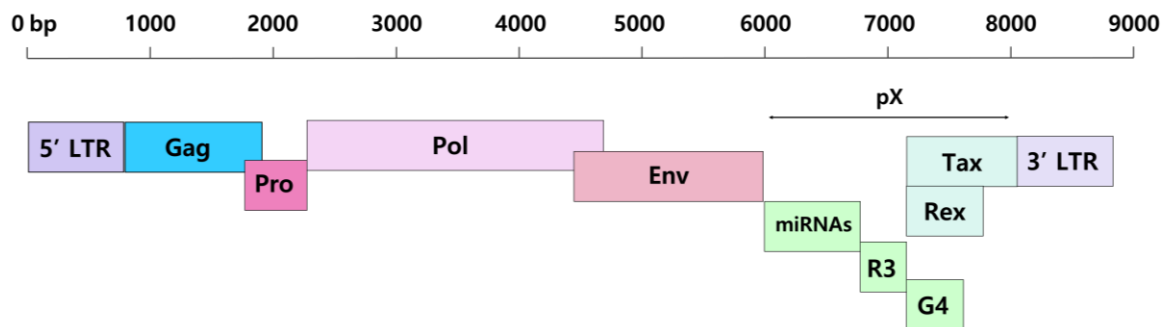 0 bp 1000 2000 3000 4000 5000 6000 7000 8000 9000
pX
5’ LTR Gag Pol Tax 3’ LTR
Pro Env Rex
miRNAs
R3
G4